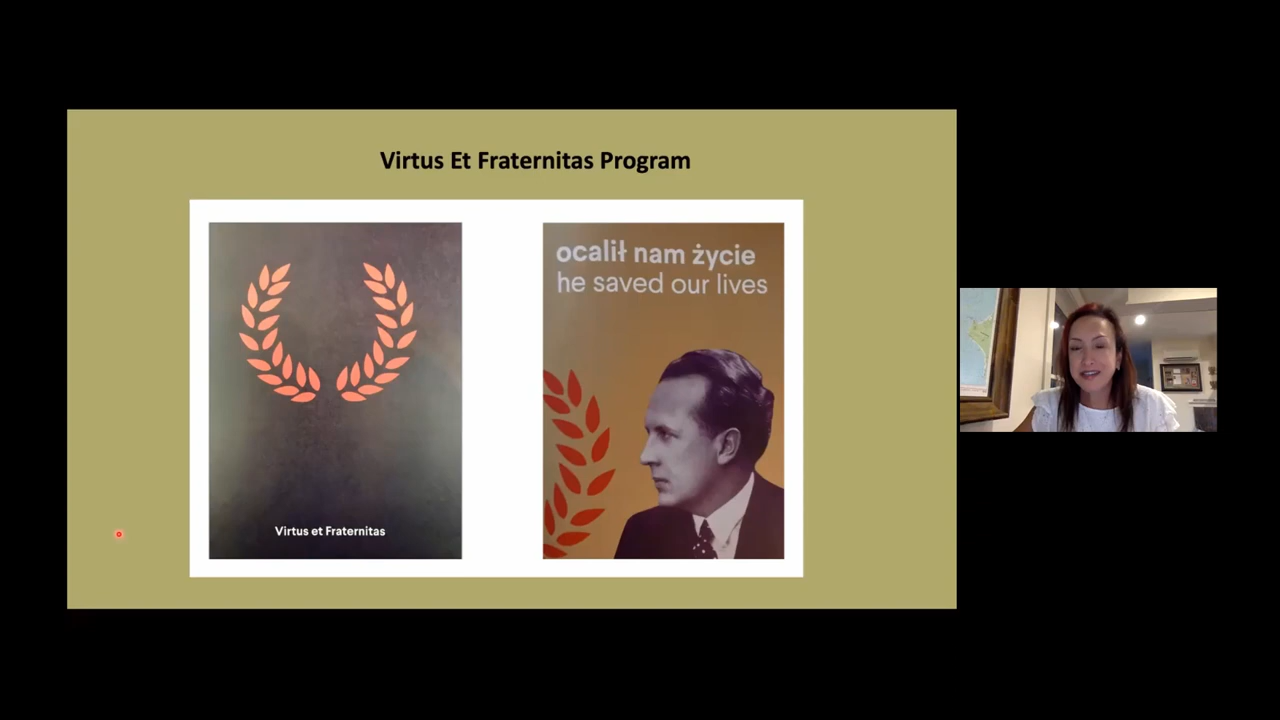 Virtus Et Fraternitas Program
Virtus et Fraternitas
ocalił nam życie
he saved our lives